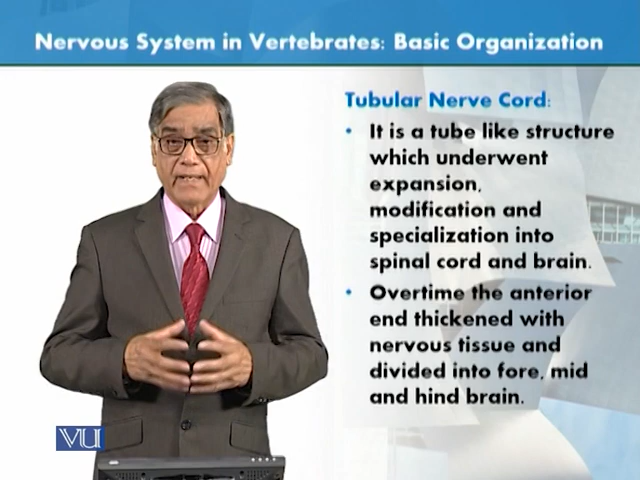 Nervous System in Vertebrates: Basic Organization
Tubular Nerve Cord:
• It is a tube like structure
which underwent
expansion,
modification and
specialization into
spinal cord and brain.
• Overtime the anterior
end thickened with
nervous tissue and
divided into fore, mid
and hind brain.
VU